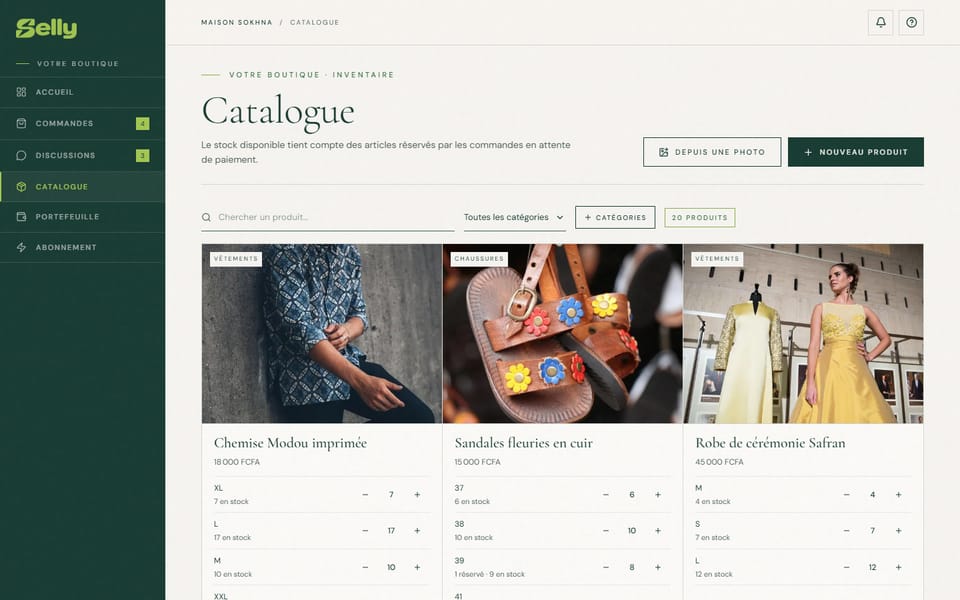 Selly
VOTRE BOUTIQUE
ACCUEIL
COMMANDES 4
DISCUSSIONS 3
CATALOGUE
PORTEFEUILLE
ABONNEMENT
MAISON SOKHNA / CATALOGUE
VOTRE BOUTIQUE · INVENTAIRE
Catalogue
Le stock disponible tient compte des articles réservés par les commandes en attente
de paiement.
DEPUIS UNE PHOTO
+ NOUVEAU PRODUIT
Chercher un produit…
Toutes les catégories
+ CATÉGORIES
20 PRODUITS
VÊTEMENTS
Chemise Modou imprimée
18 000 FCFA
XL
7 en stock
− 7 +
L
17 en stock
− 17 +
M
10 en stock
− 10 +
XXL
CHAUSSURES
Sandales fleuries en cuir
15 000 FCFA
37
6 en stock
− 6 +
38
10 en stock
− 10 +
39
1 réservé · 9 en stock
− 8 +
41
VÊTEMENTS
Robe de cérémonie Safran
45 000 FCFA
M
4 en stock
− 4 +
S
7 en stock
− 7 +
L
12 en stock
− 12 +